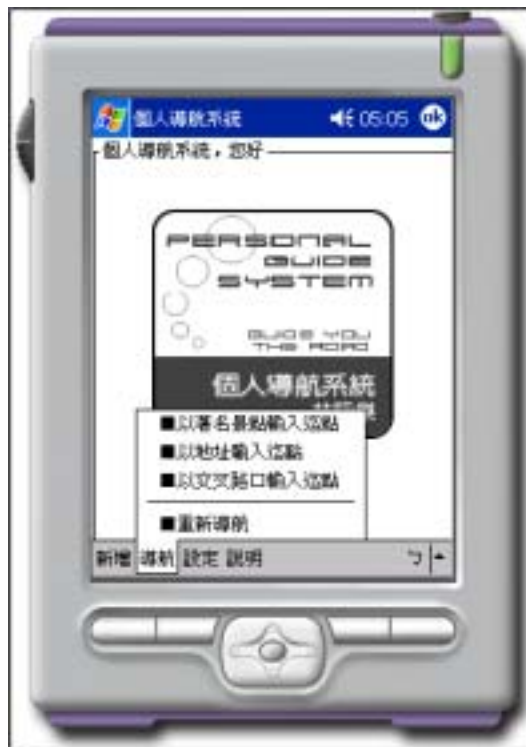 個人導航系統 05:05 ok
個人導航系統，您好
PERSONAL
GUIDE
SYSTEM
GUIDE YOU
THE ROAD
個人導航系統
■以著名景點輸入迄點
■以地址輸入迄點
■以交叉路口輸入迄點
■重新導航
新增 導航 設定 說明 ㄅ